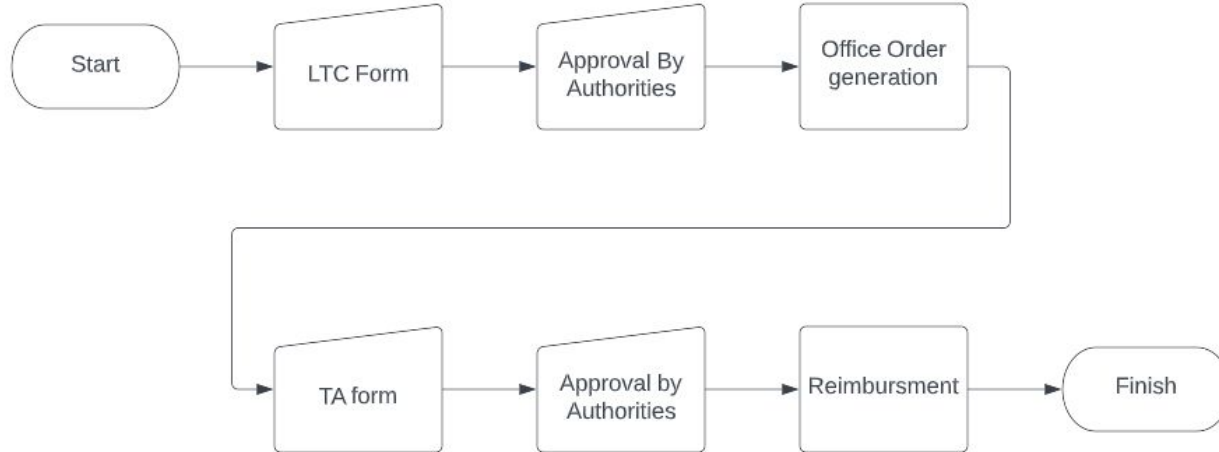 Start
LTC Form
Approval By
Authorities
Office Order
generation
TA form
Approval by
Authorities
Reimbursment
Finish